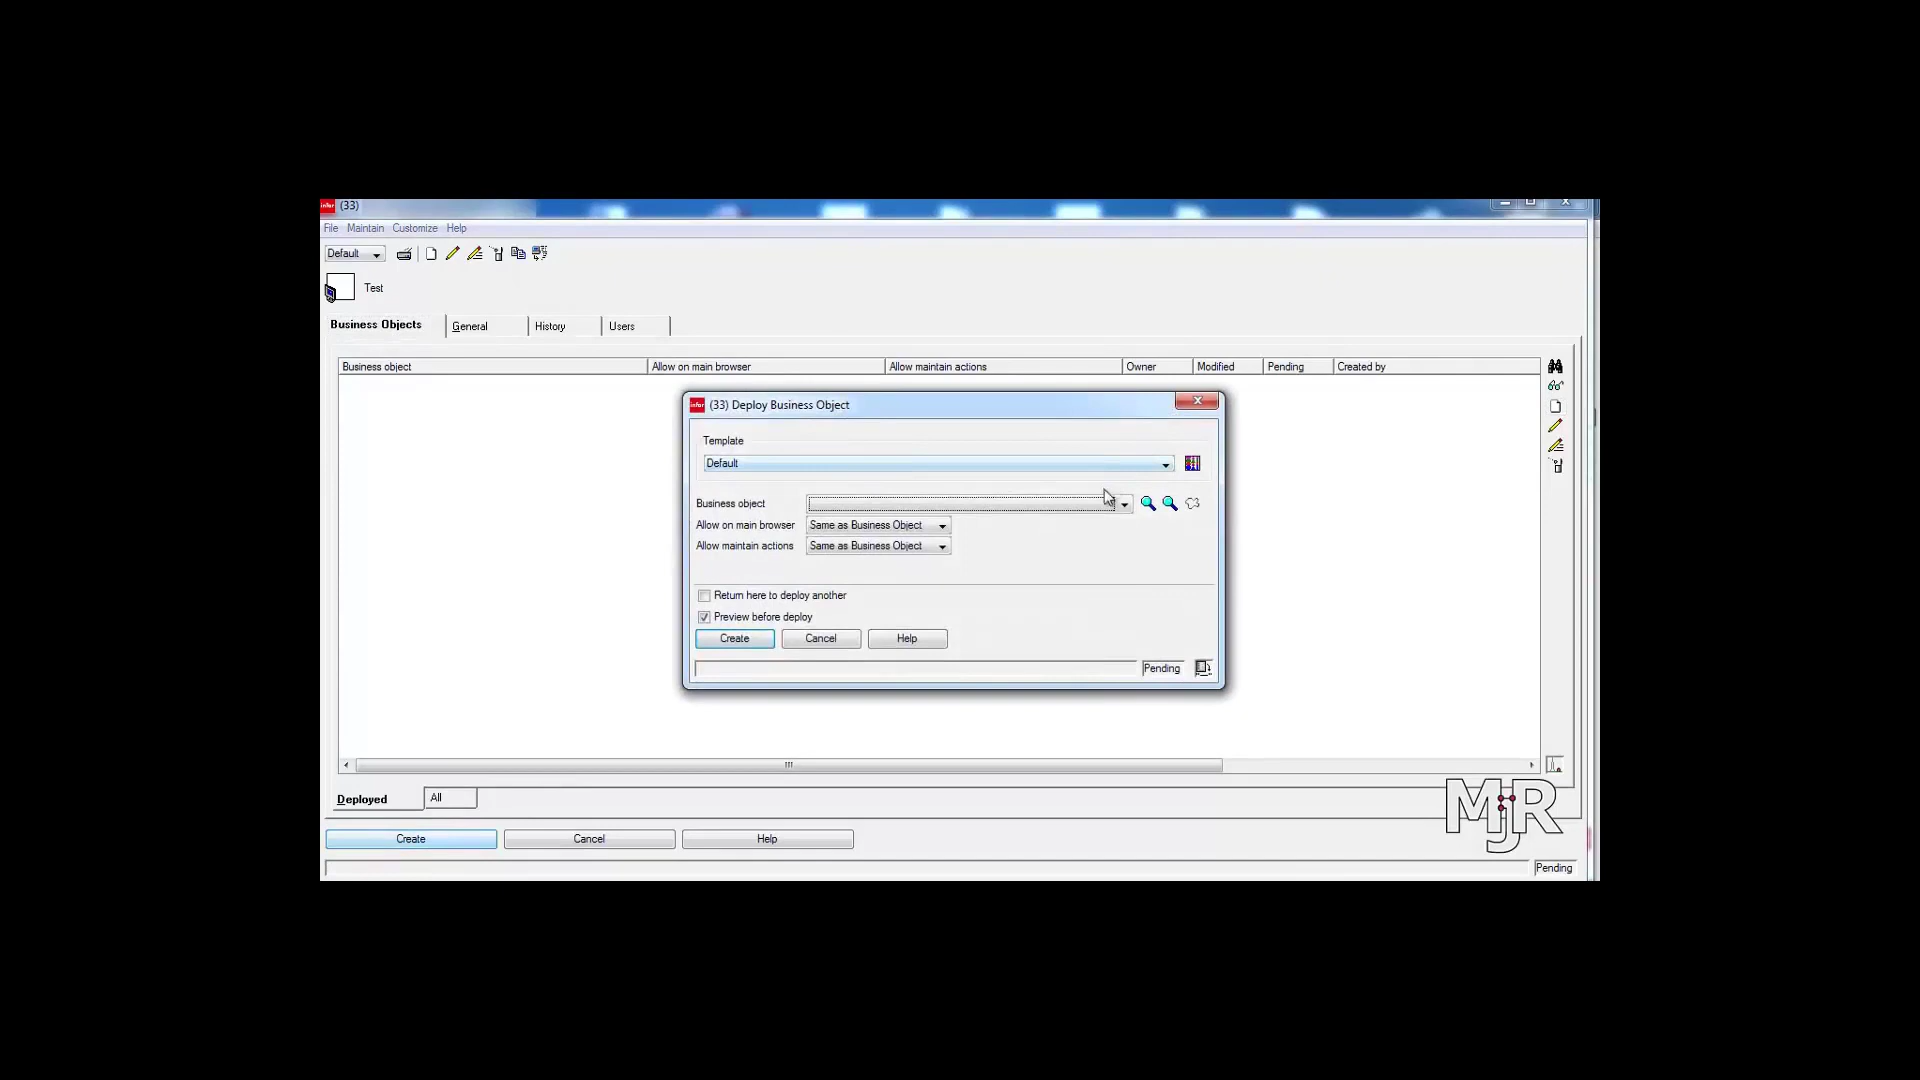 infor (33)
File Maintain Customize Help
Default
Test
Business Objects General History Users
Business object Allow on main browser Allow maintain actions Owner Modified Pending Created by
infor (33) Deploy Business Object
Template
Default
Business object
Allow on main browser Same as Business Object
Allow maintain actions Same as Business Object
Return here to deploy another
Preview before deploy
Create Cancel Help
Pending
Deployed All
MjR
Create Cancel Help
Pending